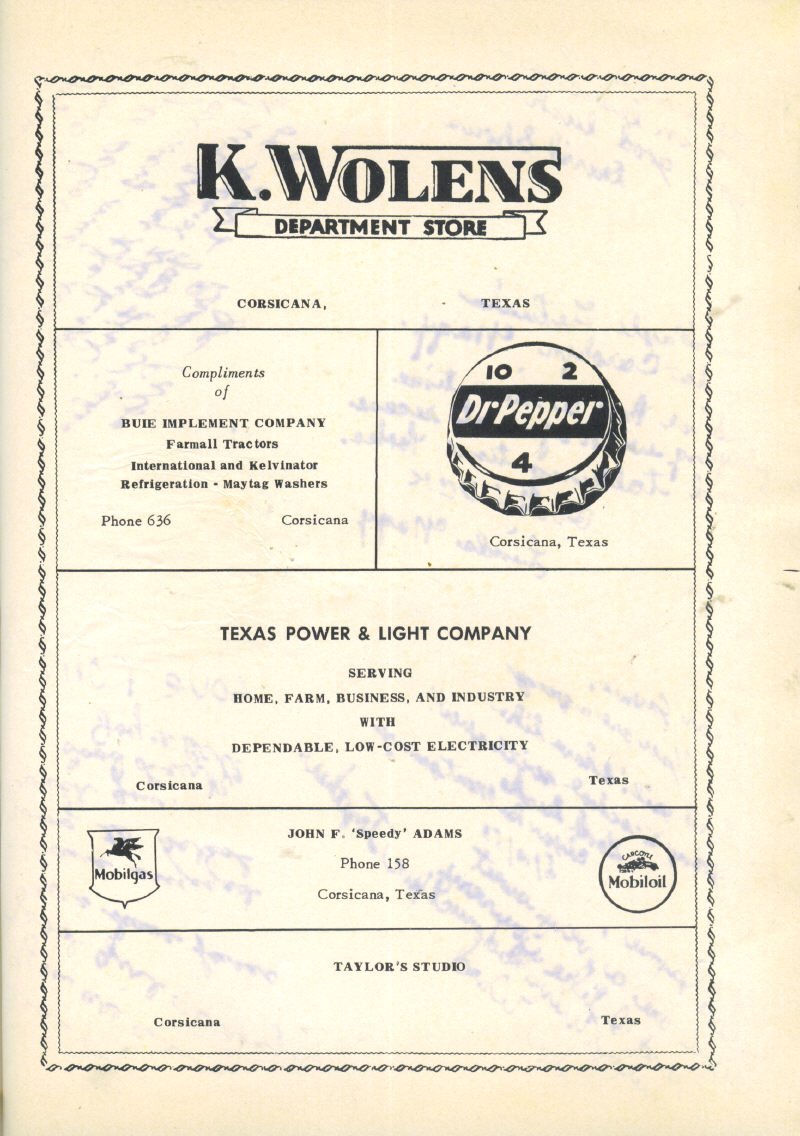 K. WOLENS
DEPARTMENT STORE
CORSICANA, TEXAS
Compliments
of
BUIE IMPLEMENT COMPANY
Farmall Tractors
International and Kelvinator
Refrigeration - Maytag Washers
Phone 636 Corsicana
10 2
Dr Pepper
4
Corsicana, Texas
TEXAS POWER & LIGHT COMPANY
SERVING
HOME, FARM, BUSINESS, AND INDUSTRY
WITH
DEPENDABLE, LOW-COST ELECTRICITY
Corsicana Texas
Mobilgas
JOHN F. 'Speedy' ADAMS
Phone 158
Corsicana, Texas
GARGOYLE
Mobiloil
TAYLOR'S STUDIO
Corsicana Texas